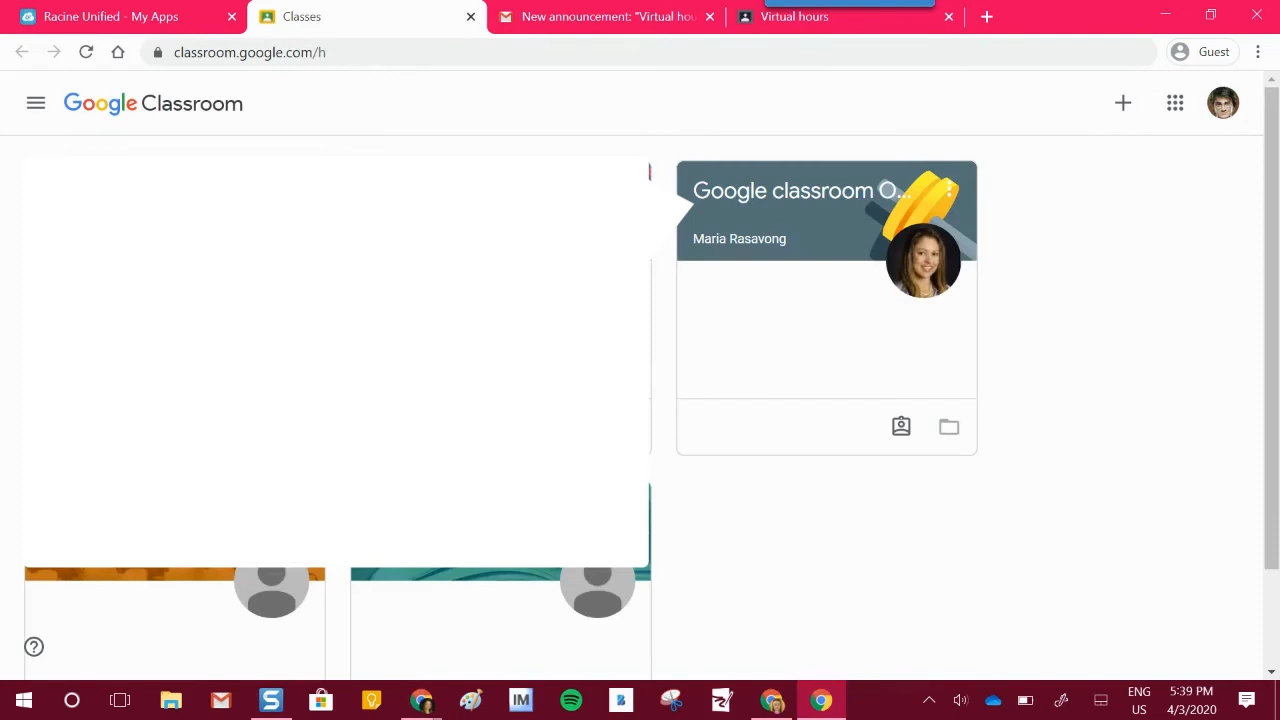 Racine Unified - My Apps
Classes
New announcement: "Virtual hou
Virtual hours
classroom.google.com/h
Guest
Google Classroom
Google classroom O...
Maria Rasavong
S
IM
B
ENG
US
5:39 PM
4/3/2020